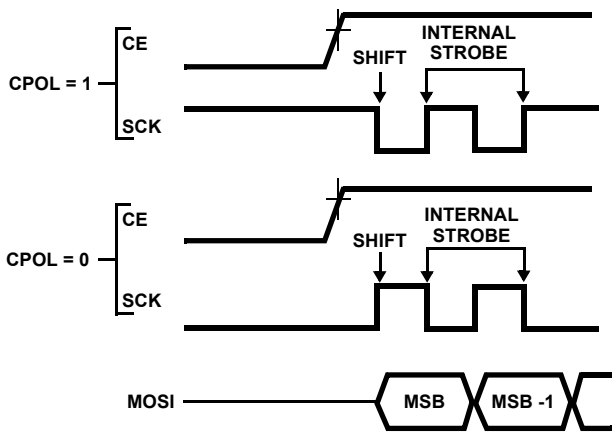 CE
INTERNAL
STROBE
SHIFT
CPOL = 1
SCK
CE
INTERNAL
STROBE
SHIFT
CPOL = 0
SCK
MOSI
MSB
MSB -1